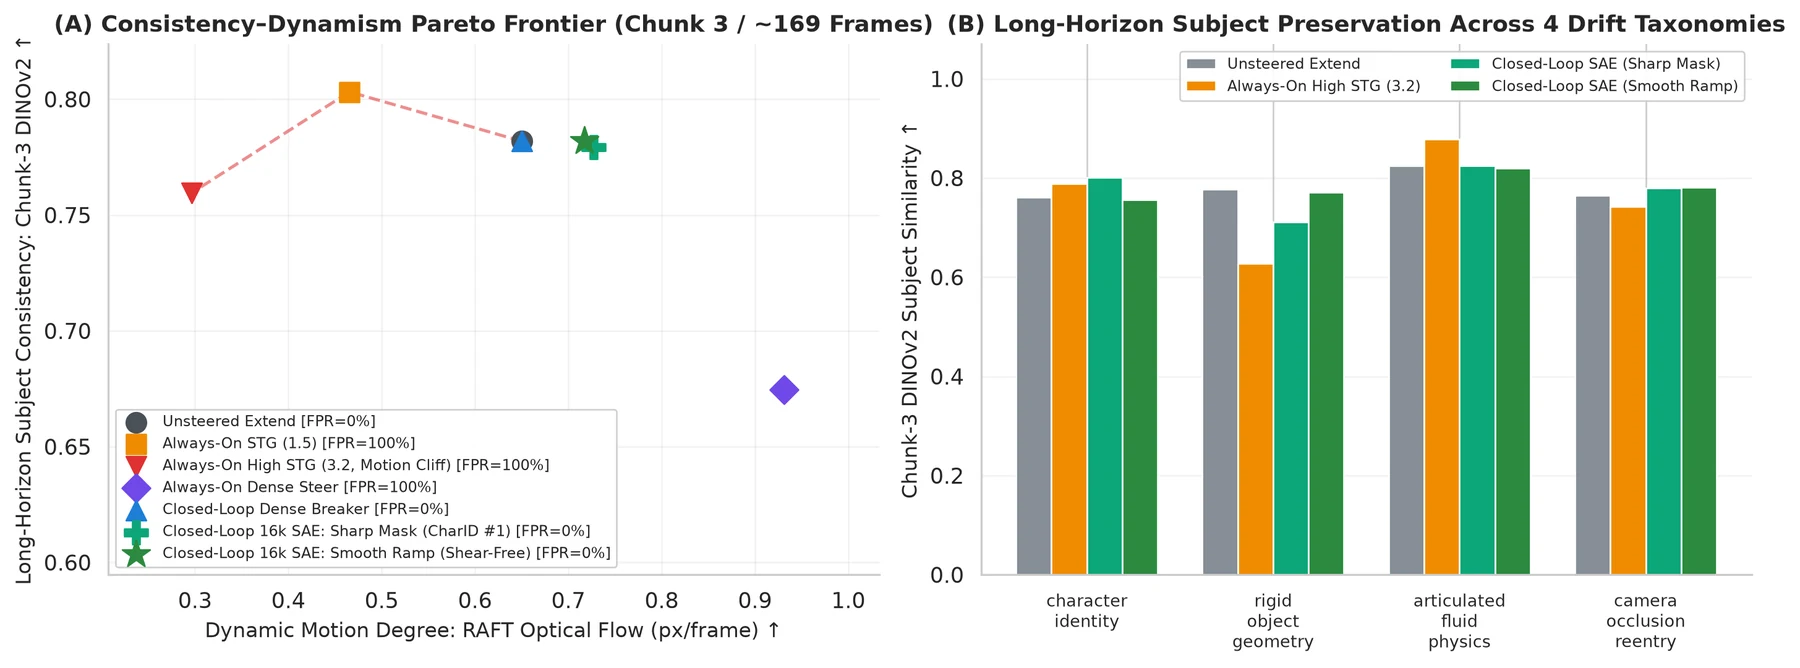 (A) Consistency–Dynamism Pareto Frontier (Chunk 3 / ~169 Frames)
Long-Horizon Subject Consistency: Chunk-3 DINOv2 ↑
0.80
0.75
0.70
0.65
0.60
Unsteered Extend [FPR=0%]
Always-On STG (1.5) [FPR=100%]
Always-On High STG (3.2, Motion Cliff) [FPR=100%]
Always-On Dense Steer [FPR=100%]
Closed-Loop Dense Breaker [FPR=0%]
Closed-Loop 16k SAE: Sharp Mask (CharID #1) [FPR=0%]
Closed-Loop 16k SAE: Smooth Ramp (Shear-Free) [FPR=0%]
0.3 0.4 0.5 0.6 0.7 0.8 0.9 1.0
Dynamic Motion Degree: RAFT Optical Flow (px/frame) ↑
(B) Long-Horizon Subject Preservation Across 4 Drift Taxonomies
Chunk-3 DINOv2 Subject Similarity ↑
1.0
0.8
0.6
0.4
0.2
0.0
Unsteered Extend
Always-On High STG (3.2)
Closed-Loop SAE (Sharp Mask)
Closed-Loop SAE (Smooth Ramp)
character
identity
rigid
object
geometry
articulated
fluid
physics
camera
occlusion
reentry